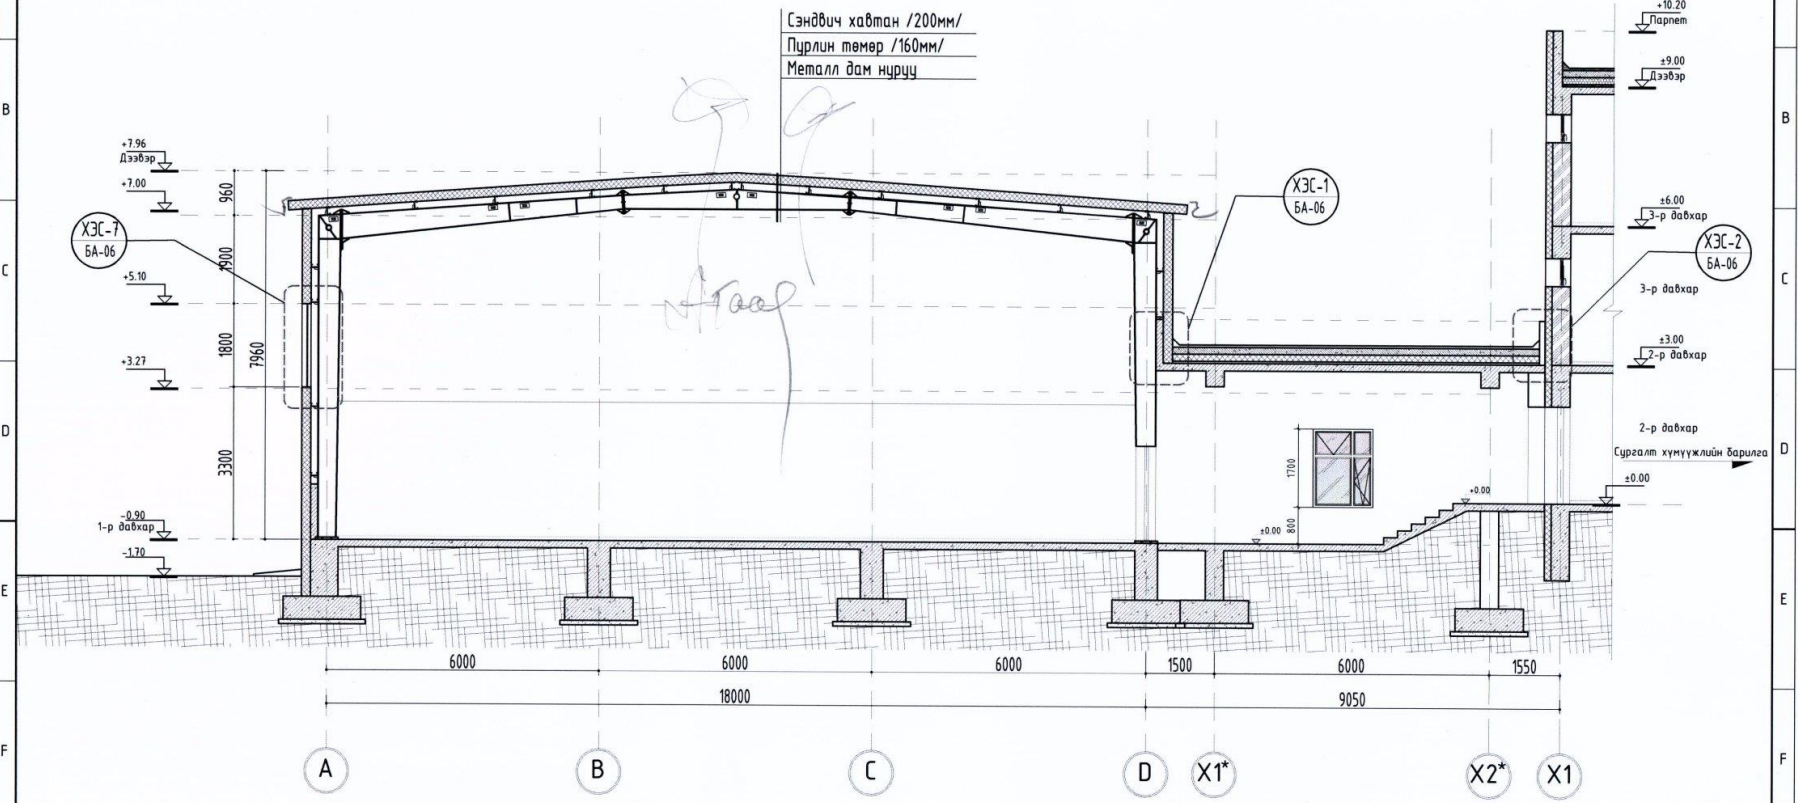 Сэндвич хавтан /200мм/
Пурлин төмөр /160мм/
Металл дам нуруу
+10.20
Парпет
±9.00
Дээвэр
B
B
+7.96
Дээвэр
+7.00
960
ХЭС-1
БА-06
±6.00
3-р давхар
ХЭС-7
БА-06
1900
ХЭС-2
БА-06
C
C
+5.10
3-р давхар
1800
7960
+3.27
±3.00
2-р давхар
D
D
2-р давхар
Сургалт хүмүүжлийн барилга
3300
1700
±0.00
+0.00
-0.90
1-р давхар
800
±0.00
-1.70
E
E
6000
6000
6000
1500
6000
1550
18000
9050
F
F
A
B
C
D
X1*
X2*
X1